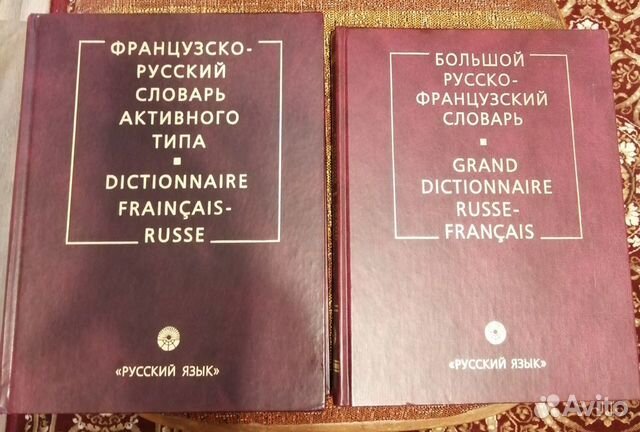 ФРАНЦУЗСКО-
РУССКИЙ
СЛОВАРЬ
АКТИВНОГО
ТИПА
DICTIONNAIRE
FRAINÇAIS-
RUSSE
«РУССКИЙ ЯЗЫК»
БОЛЬШОЙ
РУССКО-
ФРАНЦУЗСКИЙ
СЛОВАРЬ
GRAND
DICTIONNAIRE
RUSSE-
FRANÇAIS
«РУССКИЙ ЯЗЫК»
Avito